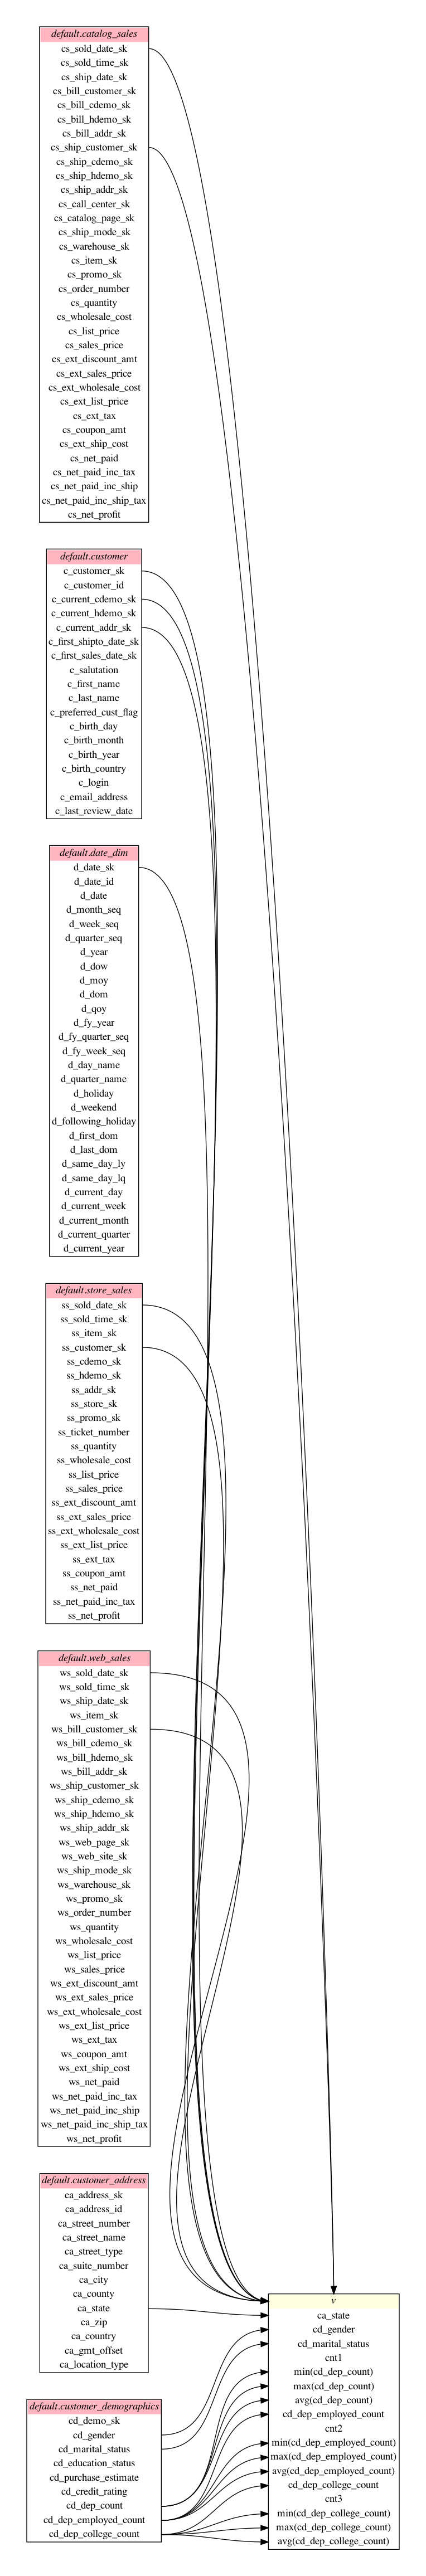 default.catalog_sales
cs_sold_date_sk
cs_sold_time_sk
cs_ship_date_sk
cs_bill_customer_sk
cs_bill_cdemo_sk
cs_bill_hdemo_sk
cs_bill_addr_sk
cs_ship_customer_sk
cs_ship_cdemo_sk
cs_ship_hdemo_sk
cs_ship_addr_sk
cs_call_center_sk
cs_catalog_page_sk
cs_ship_mode_sk
cs_warehouse_sk
cs_item_sk
cs_promo_sk
cs_order_number
cs_quantity
cs_wholesale_cost
cs_list_price
cs_sales_price
cs_ext_discount_amt
cs_ext_sales_price
cs_ext_wholesale_cost
cs_ext_list_price
cs_ext_tax
cs_coupon_amt
cs_ext_ship_cost
cs_net_paid
cs_net_paid_inc_tax
cs_net_paid_inc_ship
cs_net_paid_inc_ship_tax
cs_net_profit
default.customer
c_customer_sk
c_customer_id
c_current_cdemo_sk
c_current_hdemo_sk
c_current_addr_sk
c_first_shipto_date_sk
c_first_sales_date_sk
c_salutation
c_first_name
c_last_name
c_preferred_cust_flag
c_birth_day
c_birth_month
c_birth_year
c_birth_country
c_login
c_email_address
c_last_review_date
default.date_dim
d_date_sk
d_date_id
d_date
d_month_seq
d_week_seq
d_quarter_seq
d_year
d_dow
d_moy
d_dom
d_qoy
d_fy_year
d_fy_quarter_seq
d_fy_week_seq
d_day_name
d_quarter_name
d_holiday
d_weekend
d_following_holiday
d_first_dom
d_last_dom
d_same_day_ly
d_same_day_lq
d_current_day
d_current_week
d_current_month
d_current_quarter
d_current_year
default.store_sales
ss_sold_date_sk
ss_sold_time_sk
ss_item_sk
ss_customer_sk
ss_cdemo_sk
ss_hdemo_sk
ss_addr_sk
ss_store_sk
ss_promo_sk
ss_ticket_number
ss_quantity
ss_wholesale_cost
ss_list_price
ss_sales_price
ss_ext_discount_amt
ss_ext_sales_price
ss_ext_wholesale_cost
ss_ext_list_price
ss_ext_tax
ss_coupon_amt
ss_net_paid
ss_net_paid_inc_tax
ss_net_profit
default.web_sales
ws_sold_date_sk
ws_sold_time_sk
ws_ship_date_sk
ws_item_sk
ws_bill_customer_sk
ws_bill_cdemo_sk
ws_bill_hdemo_sk
ws_bill_addr_sk
ws_ship_customer_sk
ws_ship_cdemo_sk
ws_ship_hdemo_sk
ws_ship_addr_sk
ws_web_page_sk
ws_web_site_sk
ws_ship_mode_sk
ws_warehouse_sk
ws_promo_sk
ws_order_number
ws_quantity
ws_wholesale_cost
ws_list_price
ws_sales_price
ws_ext_discount_amt
ws_ext_sales_price
ws_ext_wholesale_cost
ws_ext_list_price
ws_ext_tax
ws_coupon_amt
ws_ext_ship_cost
ws_net_paid
ws_net_paid_inc_tax
ws_net_paid_inc_ship
ws_net_paid_inc_ship_tax
ws_net_profit
default.customer_address
ca_address_sk
ca_address_id
ca_street_number
ca_street_name
ca_street_type
ca_suite_number
ca_city
ca_county
ca_state
ca_zip
ca_country
ca_gmt_offset
ca_location_type
default.customer_demographics
cd_demo_sk
cd_gender
cd_marital_status
cd_education_status
cd_purchase_estimate
cd_credit_rating
cd_dep_count
cd_dep_employed_count
cd_dep_college_count
v
ca_state
cd_gender
cd_marital_status
cnt1
min(cd_dep_count)
max(cd_dep_count)
avg(cd_dep_count)
cd_dep_employed_count
cnt2
min(cd_dep_employed_count)
max(cd_dep_employed_count)
avg(cd_dep_employed_count)
cd_dep_college_count
cnt3
min(cd_dep_college_count)
max(cd_dep_college_count)
avg(cd_dep_college_count)